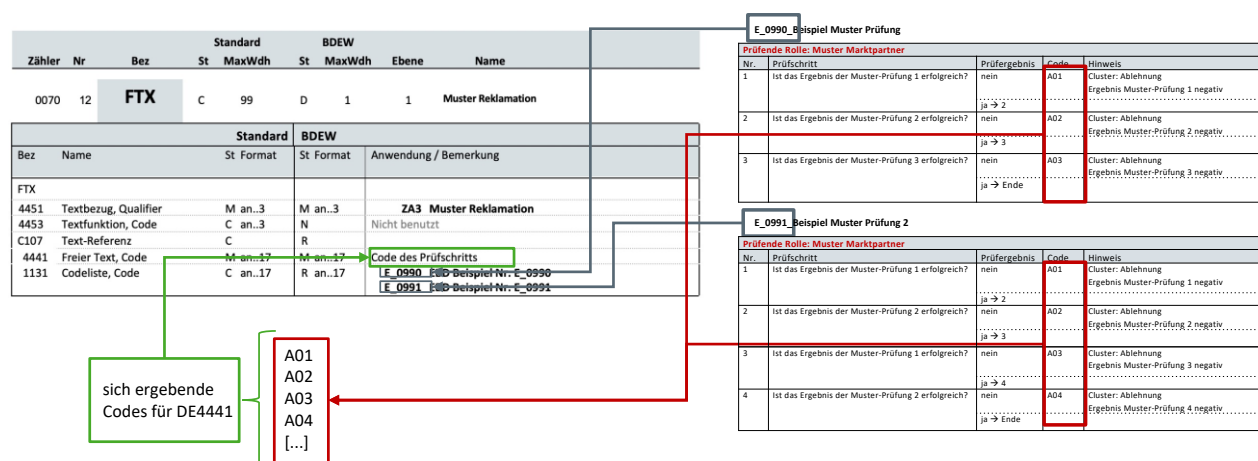 Standard BDEW
Zähler Nr Bez St MaxWdh St MaxWdh Ebene Name
0070 12 FTX C 99 D 1 1 Muster Reklamation
Standard BDEW
Bez Name St Format St Format Anwendung / Bemerkung
FTX
4451 Textbezug, Qualifier M an..3 M an..3 ZA3 Muster Reklamation
4453 Textfunktion, Code C an..3 N Nicht benutzt
C107 Text-Referenz C R
4441 Freier Text, Code M an..17 M an..17 Code des Prüfschritts
1131 Codeliste, Code C an..17 R an..17 E_0990_EBD Beispiel Nr. E_0990
E_0991_EBD Beispiel Nr. E_0991
sich ergebende
Codes für DE4441
A01
A02
A03
A04
[...]
E_0990_Beispiel Muster Prüfung
Prüfende Rolle: Muster Marktpartner
Nr. Prüfschritt Prüfergebnis Code Hinweis
1 Ist das Ergebnis der Muster-Prüfung 1 erfolgreich? nein A01 Cluster: Ablehnung
Ergebnis Muster-Prüfung 1 negativ
ja → 2
2 Ist das Ergebnis der Muster-Prüfung 2 erfolgreich? nein A02 Cluster: Ablehnung
Ergebnis Muster-Prüfung 2 negativ
ja → 3
3 Ist das Ergebnis der Muster-Prüfung 3 erfolgreich? nein A03 Cluster: Ablehnung
Ergebnis Muster-Prüfung 3 negativ
ja → Ende
E_0991_Beispiel Muster Prüfung 2
Prüfende Rolle: Muster Marktpartner
Nr. Prüfschritt Prüfergebnis Code Hinweis
1 Ist das Ergebnis der Muster-Prüfung 1 erfolgreich? nein A01 Cluster: Ablehnung
Ergebnis Muster-Prüfung 1 negativ
ja → 2
2 Ist das Ergebnis der Muster-Prüfung 2 erfolgreich? nein A02 Cluster: Ablehnung
Ergebnis Muster-Prüfung 2 negativ
ja → 3
3 Ist das Ergebnis der Muster-Prüfung 1 erfolgreich? nein A03 Cluster: Ablehnung
Ergebnis Muster-Prüfung 3 negativ
ja → 4
4 Ist das Ergebnis der Muster-Prüfung 2 erfolgreich? nein A04 Cluster: Ablehnung
Ergebnis Muster-Prüfung 4 negativ
ja → Ende